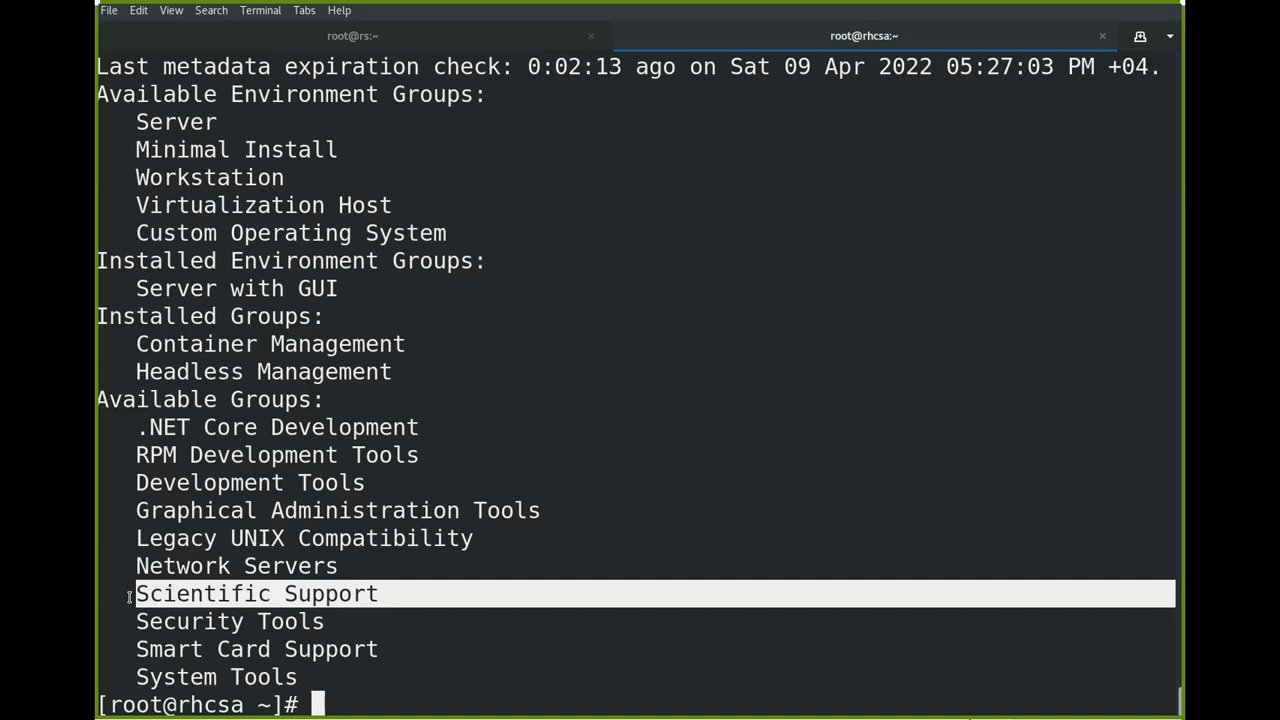 File Edit View Search Terminal Tabs Help
root@rs:~ × root@rhcsa:~ ×
Last metadata expiration check: 0:02:13 ago on Sat 09 Apr 2022 05:27:03 PM +04.
Available Environment Groups:
Server
Minimal Install
Workstation
Virtualization Host
Custom Operating System
Installed Environment Groups:
Server with GUI
Installed Groups:
Container Management
Headless Management
Available Groups:
.NET Core Development
RPM Development Tools
Development Tools
Graphical Administration Tools
Legacy UNIX Compatibility
Network Servers
Scientific Support
Security Tools
Smart Card Support
System Tools
[root@rhcsa ~]#